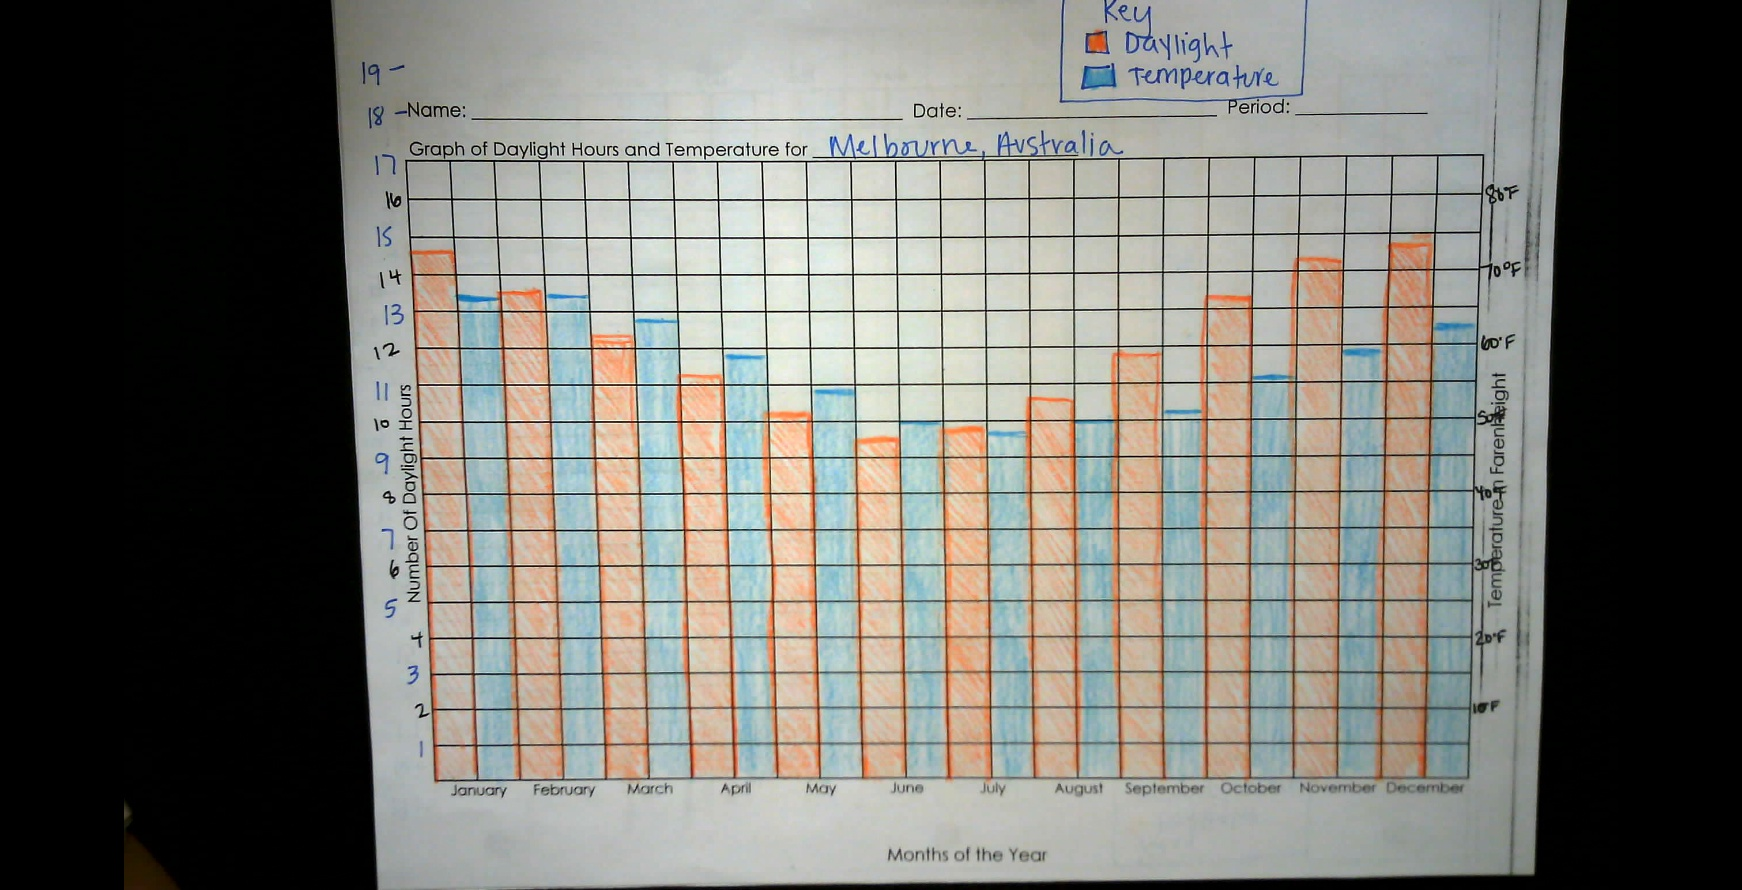 Key
Daylight
Temperature
19 -
18 -
Name: Date: Period:
Graph of Daylight Hours and Temperature for Melbourne, Australia
17
16
15
14
13
12
11
10
9
8
7
6
5
4
3
2
1
Number Of Daylight Hours
80°F
70°F
60°F
50°F
40°F
30°F
20°F
10°F
Temperature in Farenheight
January February March April May June July August September October November December
Months of the Year